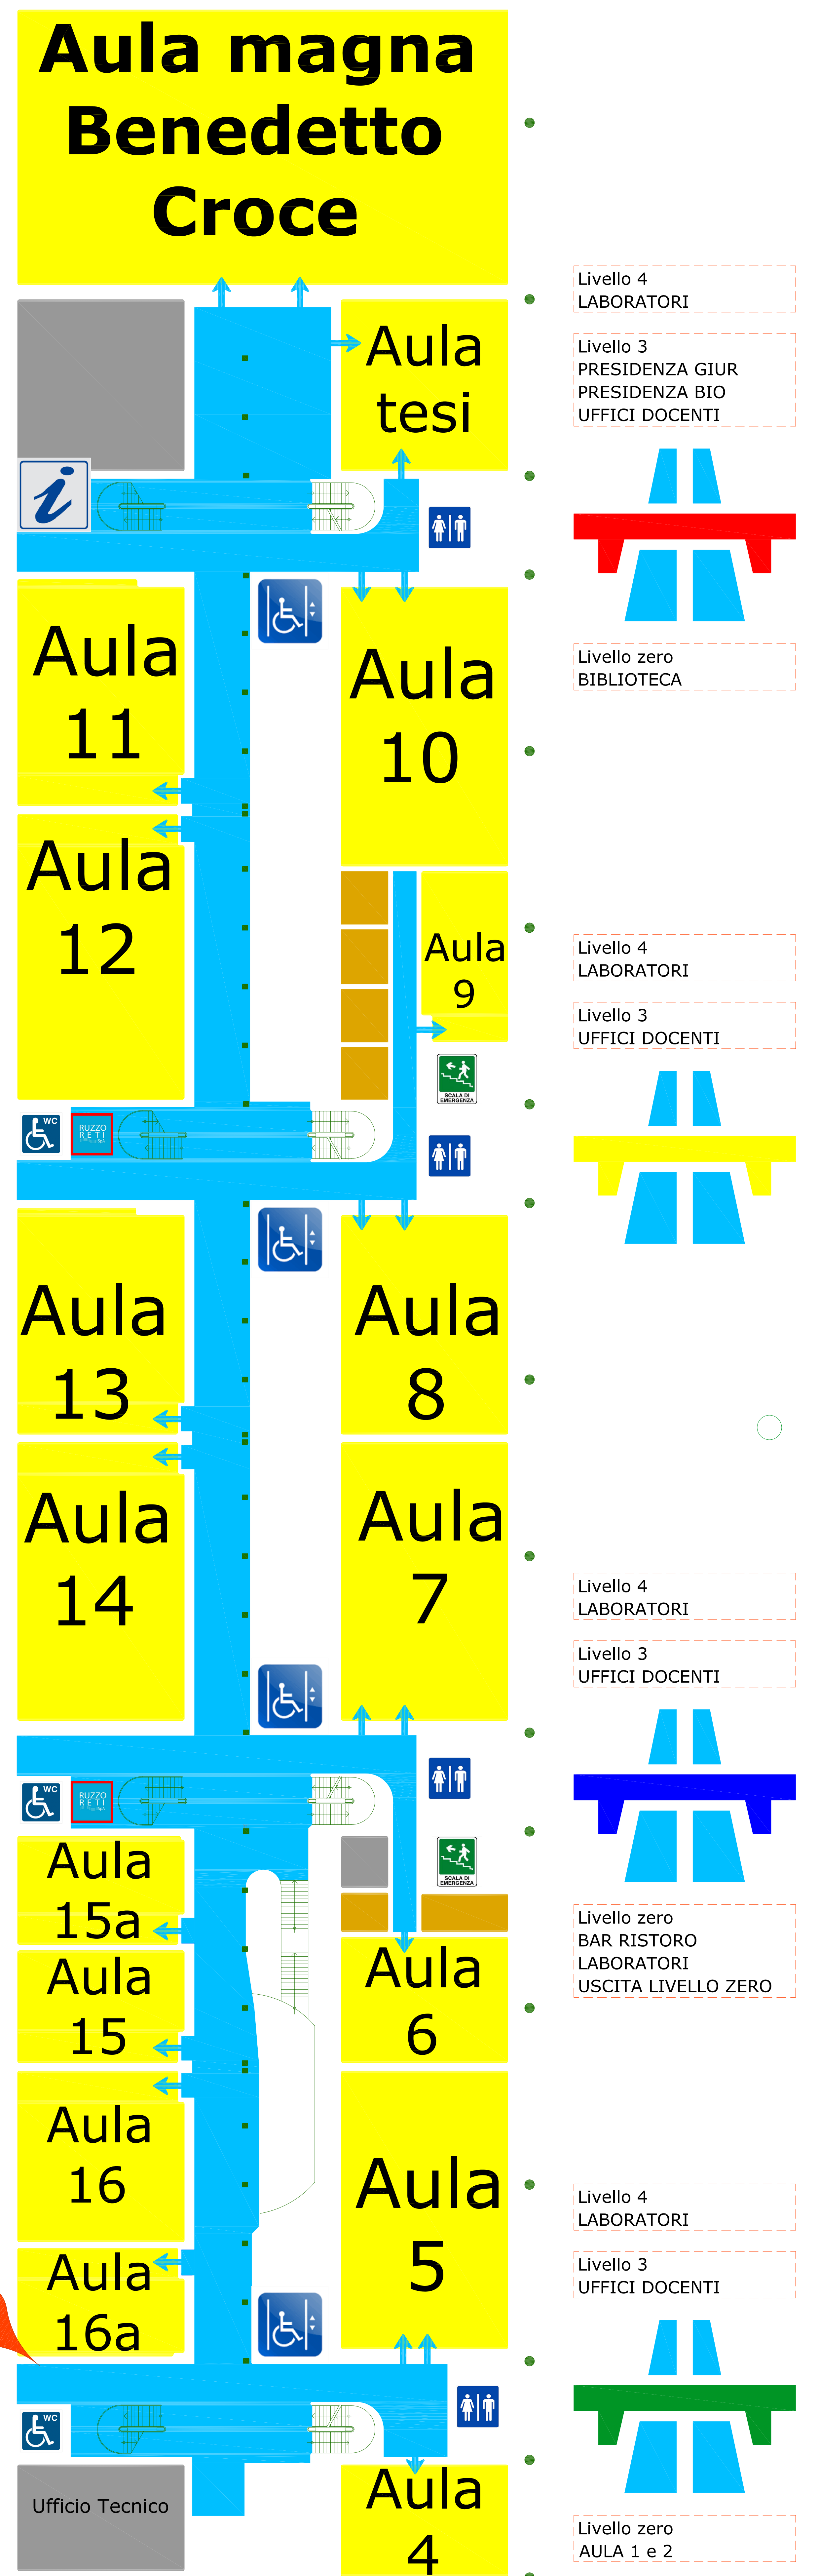 Aula magna
Benedetto
Croce
Livello 4
LABORATORI
Livello 3
PRESIDENZA GIUR
PRESIDENZA BIO
UFFICI DOCENTI
Aula
tesi
i
Livello zero
BIBLIOTECA
Aula
11
Aula
10
Aula
12
Aula
9
Livello 4
LABORATORI
Livello 3
UFFICI DOCENTI
SCALA DI
EMERGENZA
WC
RUZZO
RETI
Aula
13
Aula
8
Aula
14
Aula
7
Livello 4
LABORATORI
Livello 3
UFFICI DOCENTI
WC
RUZZO
RETI
SCALA DI
EMERGENZA
Aula
15a
Aula
15
Aula
6
Livello zero
BAR RISTORO
LABORATORI
USCITA LIVELLO ZERO
Aula
16
Aula
5
Aula
16a
Livello 4
LABORATORI
Livello 3
UFFICI DOCENTI
WC
Ufficio Tecnico
Aula
4
Livello zero
AULA 1 e 2